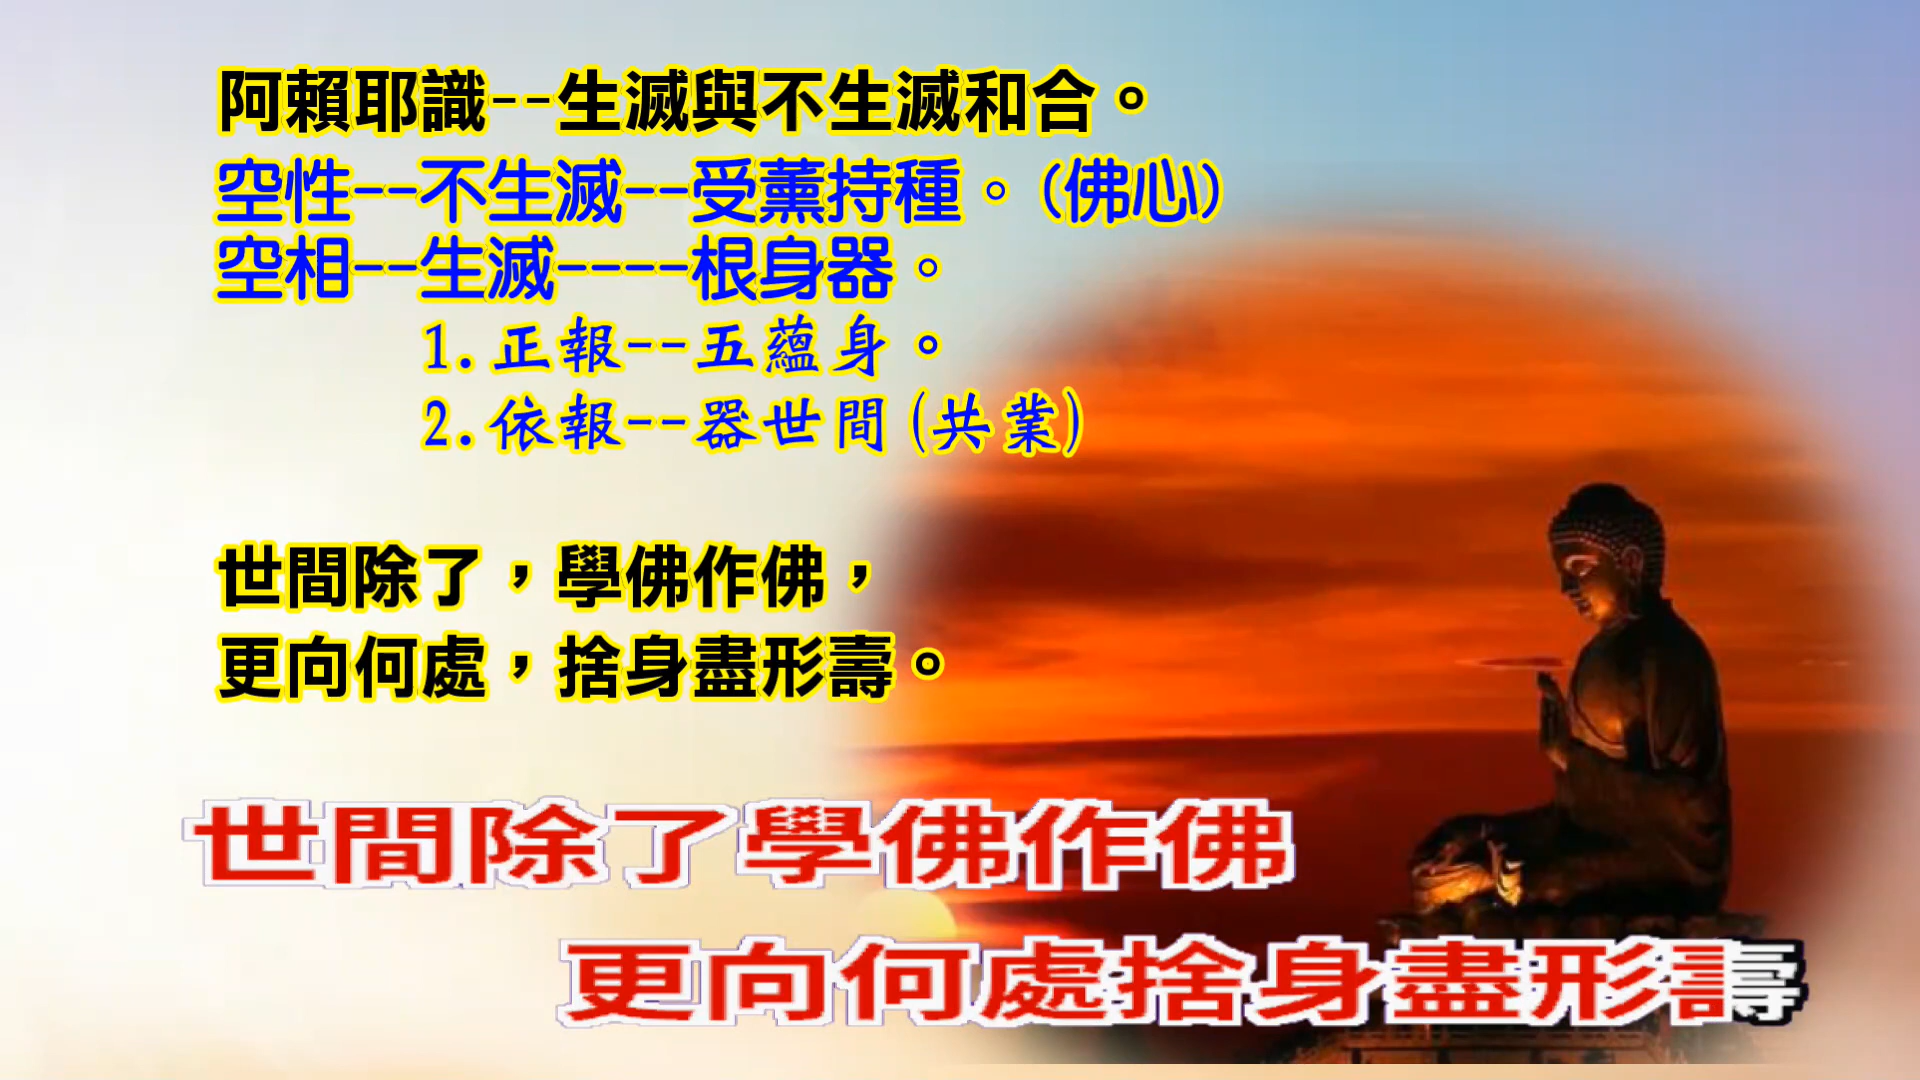 阿賴耶識--生滅與不生滅和合。
空性--不生滅--受薰持種。(佛心)
空相--生滅----根身器。
1.正報--五蘊身。
2.依報--器世間(共業)
世間除了，學佛作佛，
更向何處，捨身盡形壽。
世間除了學佛作佛
更向何處捨身盡形壽